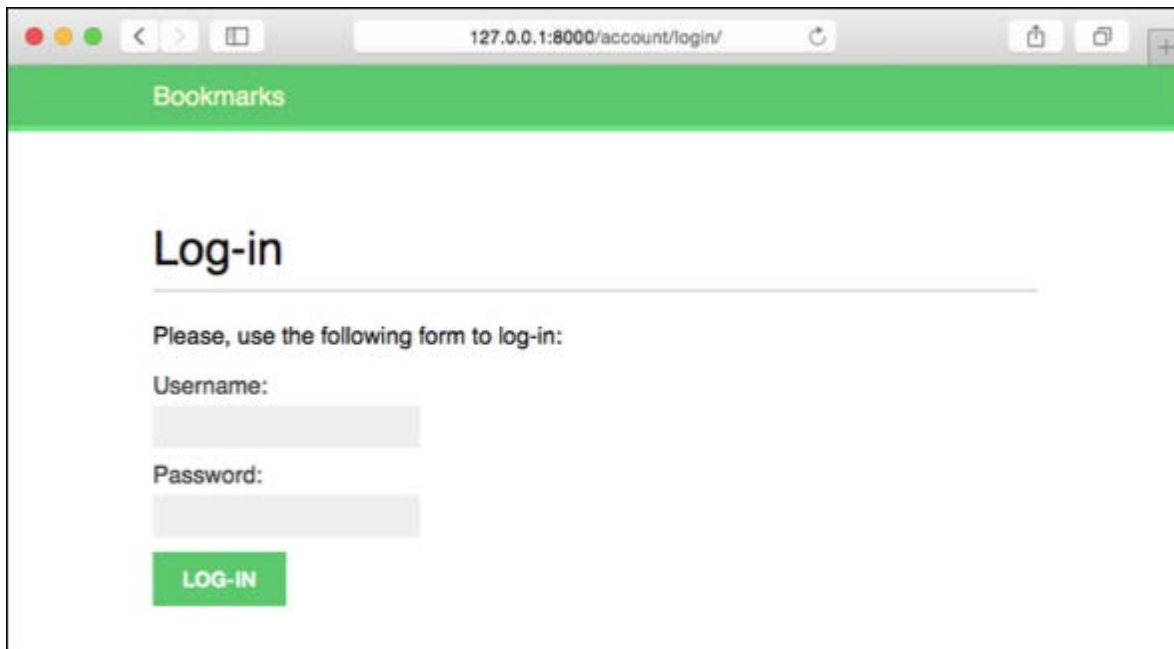 127.0.0.1:8000/account/login/
Bookmarks
Log-in
Please, use the following form to log-in:
Username:
Password:
LOG-IN